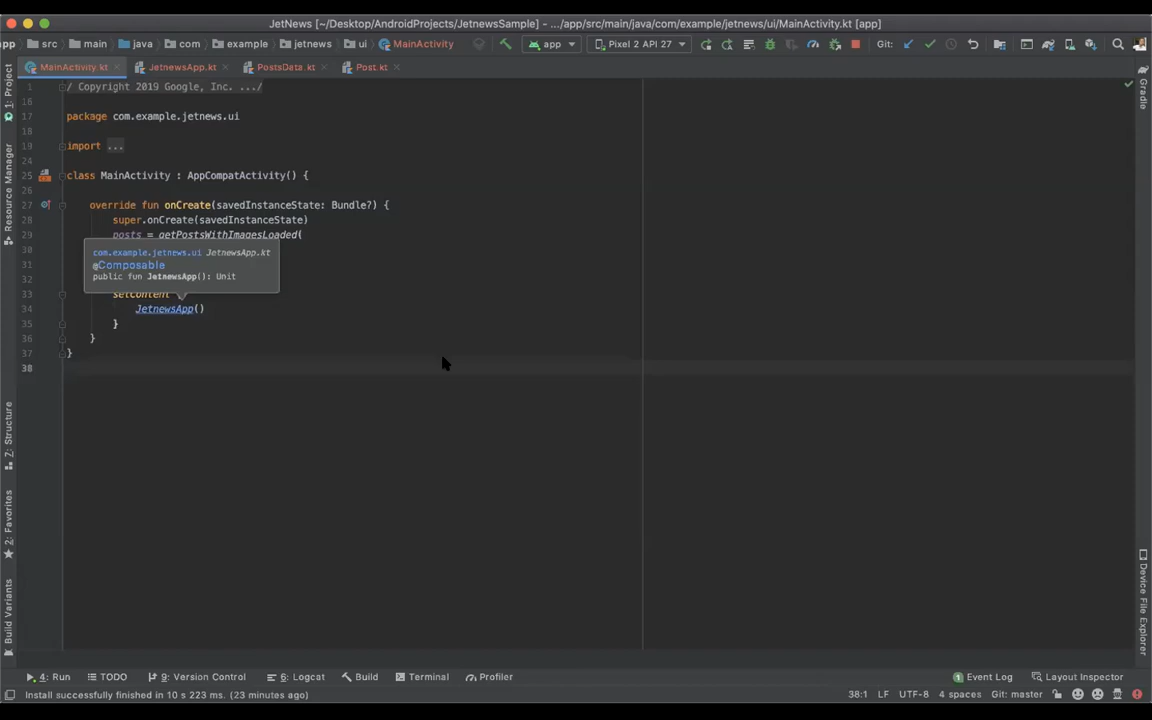 JetNews [~/Desktop/AndroidProjects/JetnewsSample] – .../app/src/main/java/com/example/jetnews/ui/MainActivity.kt [app]
app src main java com example jetnews ui MainActivity app Pixel 2 API 27 Git:
MainActivity.kt JetnewsApp.kt PostsData.kt Post.kt
1: Project
Resource Manager
Z: Structure
2: Favorites
Build Variants
1 / Copyright 2019 Google, Inc. .../
16
17 package com.example.jetnews.ui
18
19 import ...
24
25 class MainActivity : AppCompatActivity() {
26
27 override fun onCreate(savedInstanceState: Bundle?) {
28 super.onCreate(savedInstanceState)
29 posts = getPostsWithImagesLoaded(
30
com.example.jetnews.ui JetnewsApp.kt
31 @Composable
32 public fun JetnewsApp(): Unit
33 setContent {
34 JetnewsApp()
35 }
36 }
37 }
38
Gradle
Device File Explorer
4: Run TODO 9: Version Control 6: Logcat Build Terminal Profiler 1 Event Log Layout Inspector
Install successfully finished in 10 s 223 ms. (23 minutes ago) 38:1 LF UTF-8 4 spaces Git: master